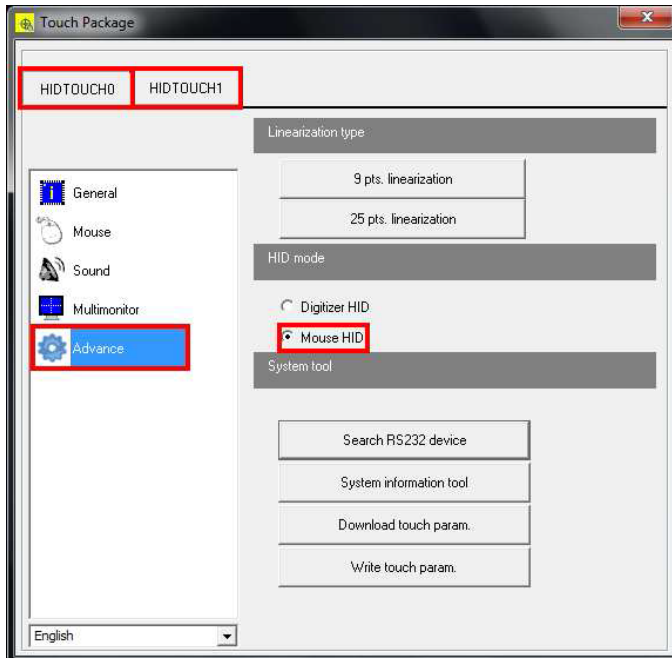 Touch Package
HIDTOUCH0 HIDTOUCH1
General
Mouse
Sound
Multimonitor
Advance
English
Linearization type
9 pts. linearization
25 pts. linearization
HID mode
Digitizer HID
Mouse HID
System tool
Search RS232 device
System information tool
Download touch param.
Write touch param.